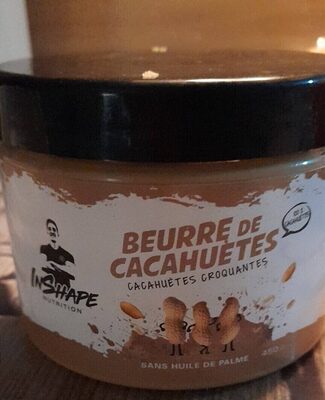 InSHAPE
NUTRITION
BEURRE DE
CACAHUÈTES
CACAHUÈTES CROQUANTES
SANS HUILE DE PALME